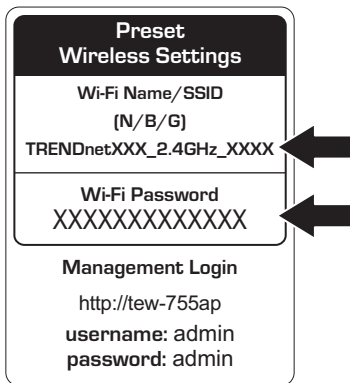 Preset
Wireless Settings
Wi-Fi Name/SSID
(N/B/G)
TRENDnetXXX_2.4GHz_XXXX
Wi-Fi Password
XXXXXXXXXXXXX
Management Login
http://tew-755ap
username: admin
password: admin